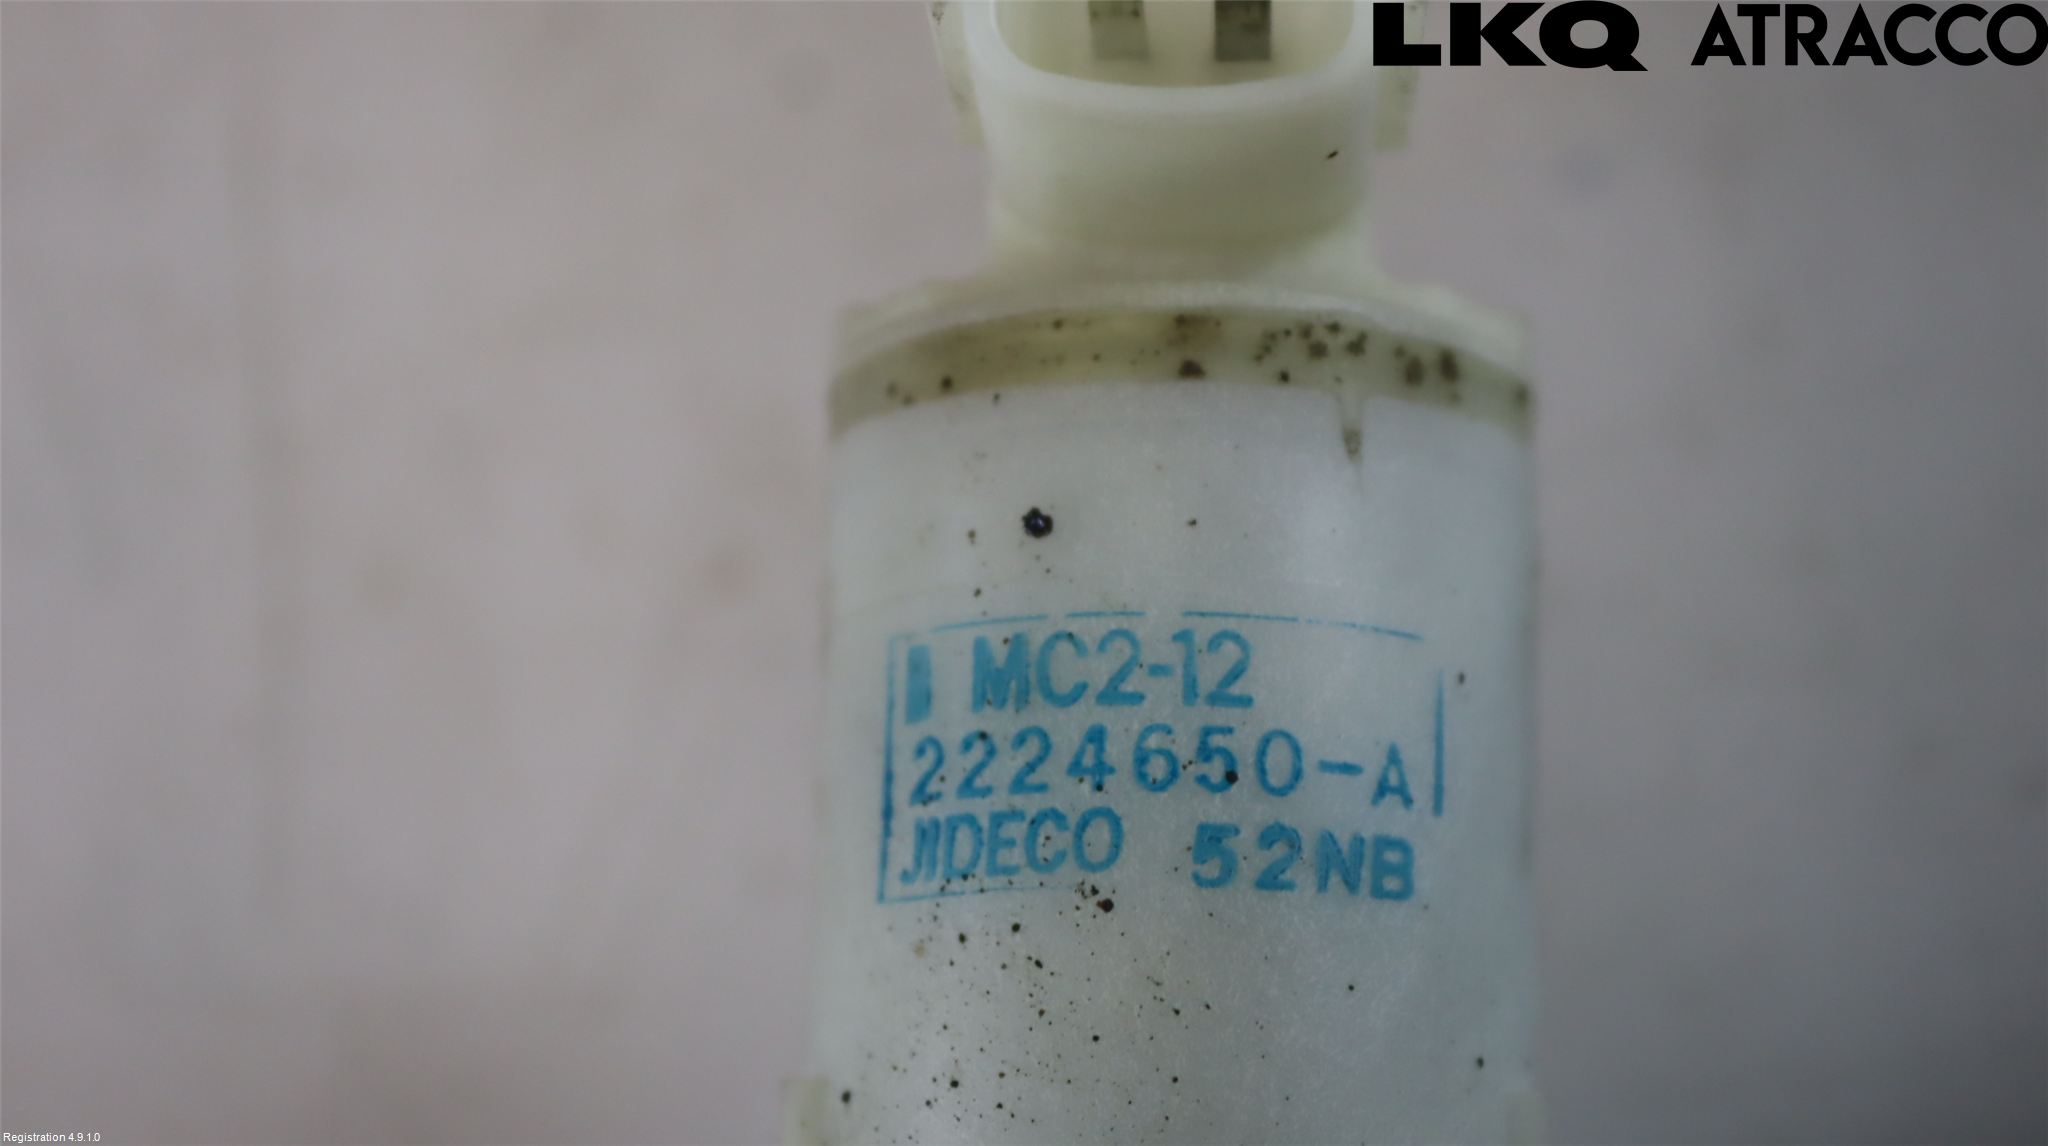 LKQ ATRACCO
MC2-12
2224650-A
JIDECO 52NB
Registration 4.9.1.0